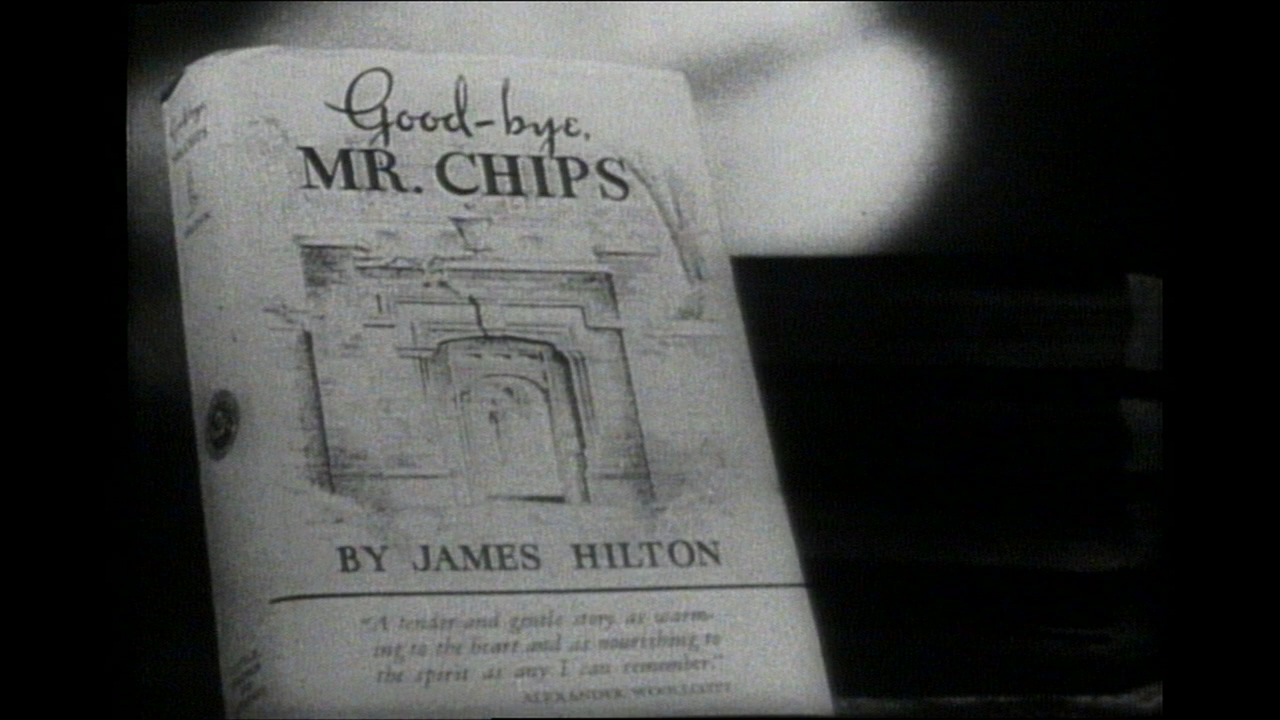 Good-bye,
MR. CHIPS
BY JAMES HILTON
"A tender and gentle story as warm-
ing to the heart and as nourishing to
the spirit as any I can remember."
ALEXANDER WOOLLCOTT